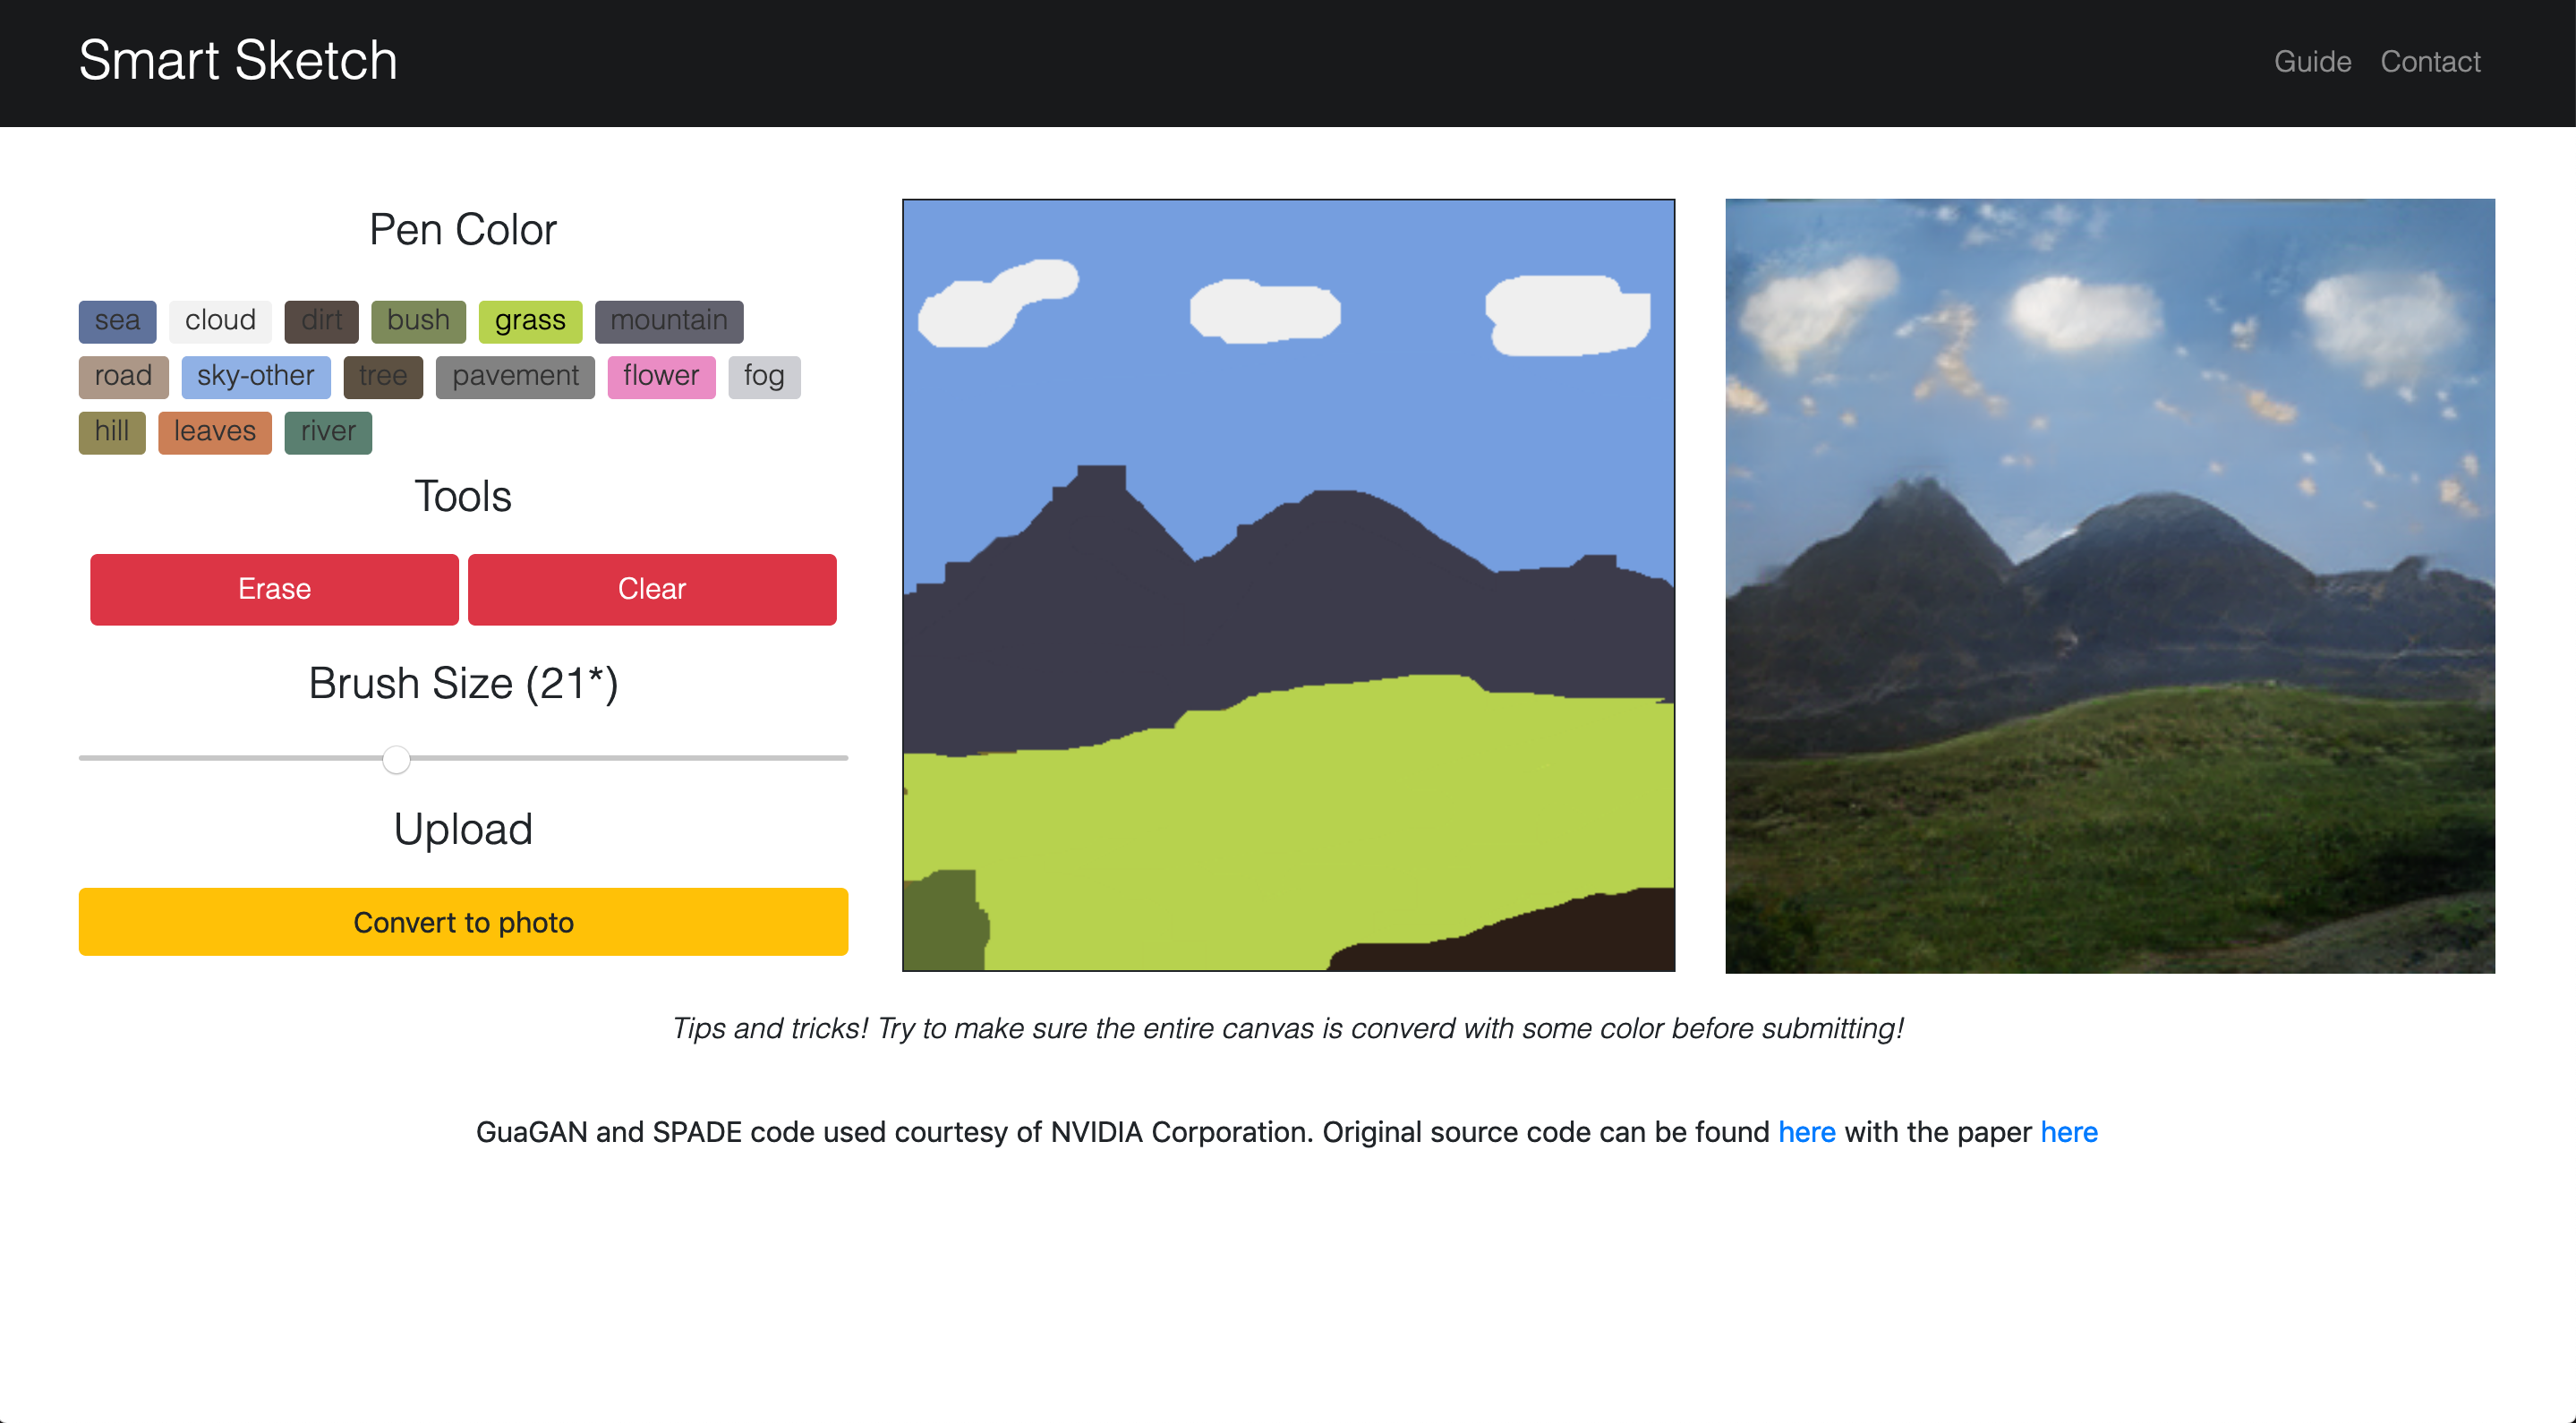 Smart Sketch
Guide Contact
Pen Color
sea cloud dirt bush grass mountain
road sky-other tree pavement flower fog
hill leaves river
Tools
Erase Clear
Brush Size (21*)
Upload
Convert to photo
Tips and tricks! Try to make sure the entire canvas is converd with some color before submitting!
GuaGAN and SPADE code used courtesy of NVIDIA Corporation. Original source code can be found here with the paper here